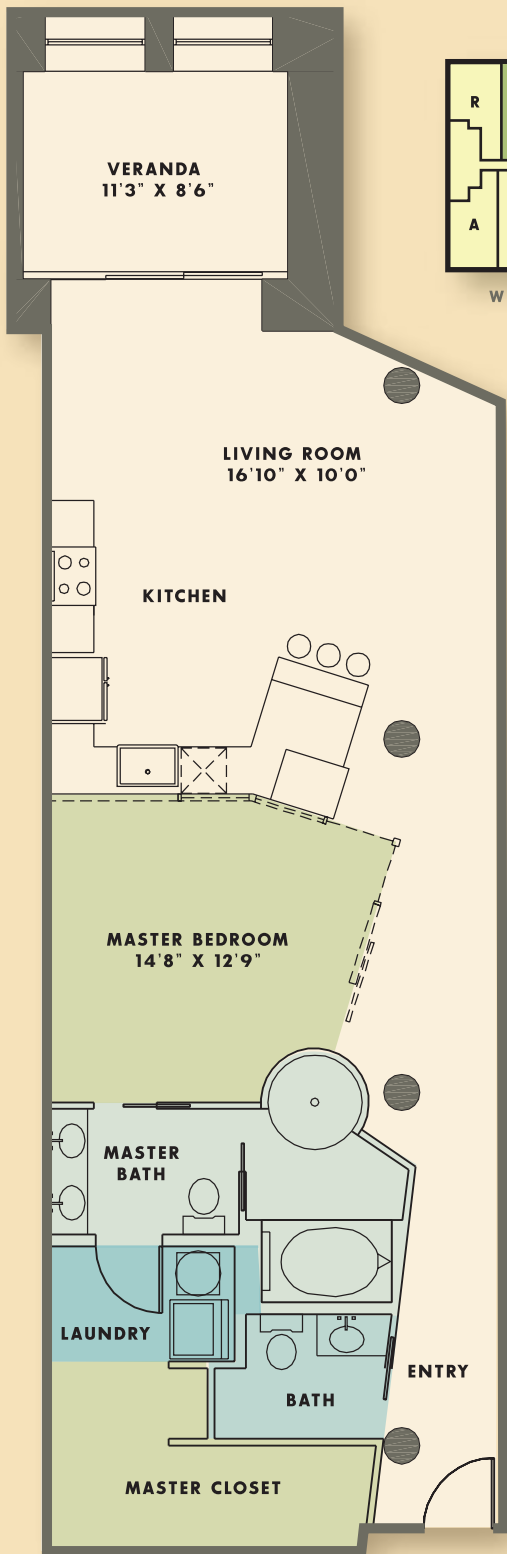 VERANDA
11'3" X 8'6"
R
A
W
LIVING ROOM
16'10" X 10'0"
KITCHEN
MASTER BEDROOM
14'8" X 12'9"
MASTER
BATH
LAUNDRY
ENTRY
BATH
MASTER CLOSET